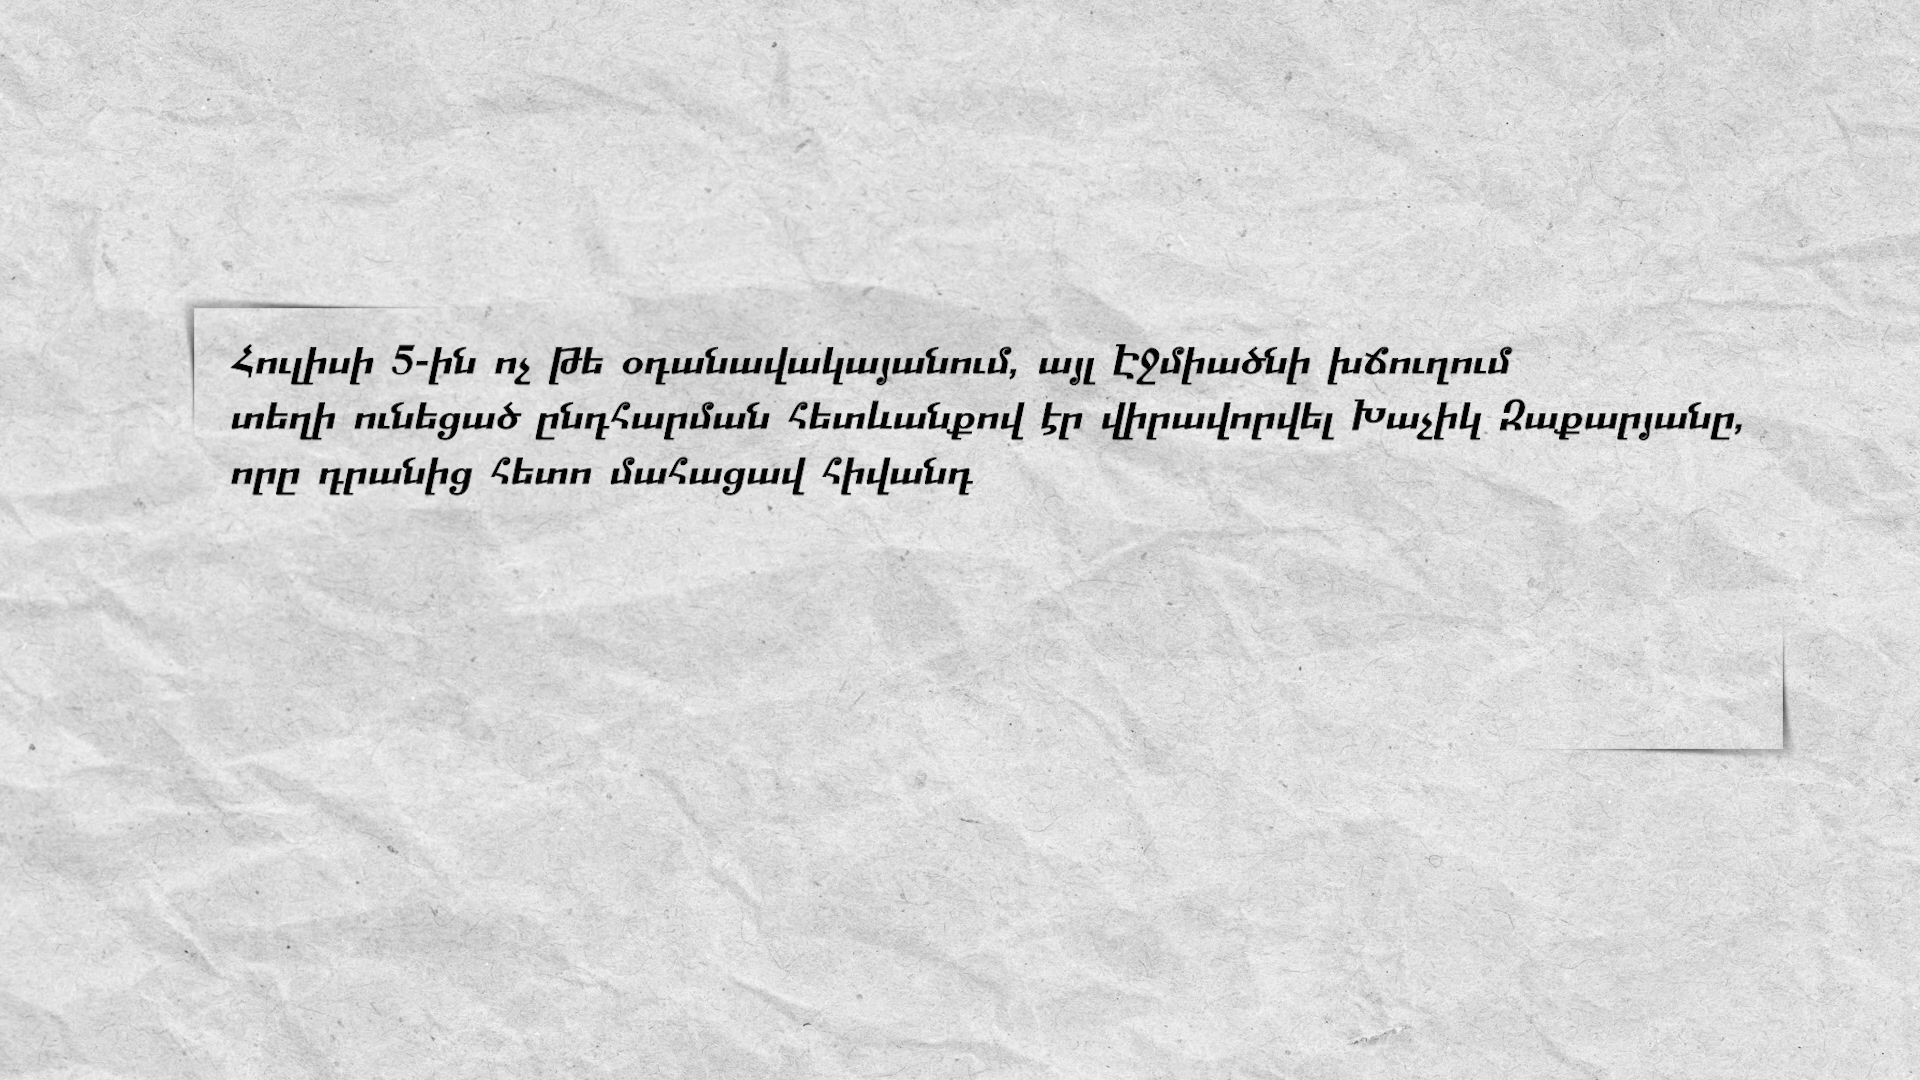 Հուլիսի 5-ին ոչ թե օդանավակայանում, այլ Էջմիածնի խճուղում
տեղի ունեցած ընդհարման հետևանքով էր վիրավորվել Խաչիկ Զաքարյանը,
որը դրանից հետո մահացավ հիվանդ